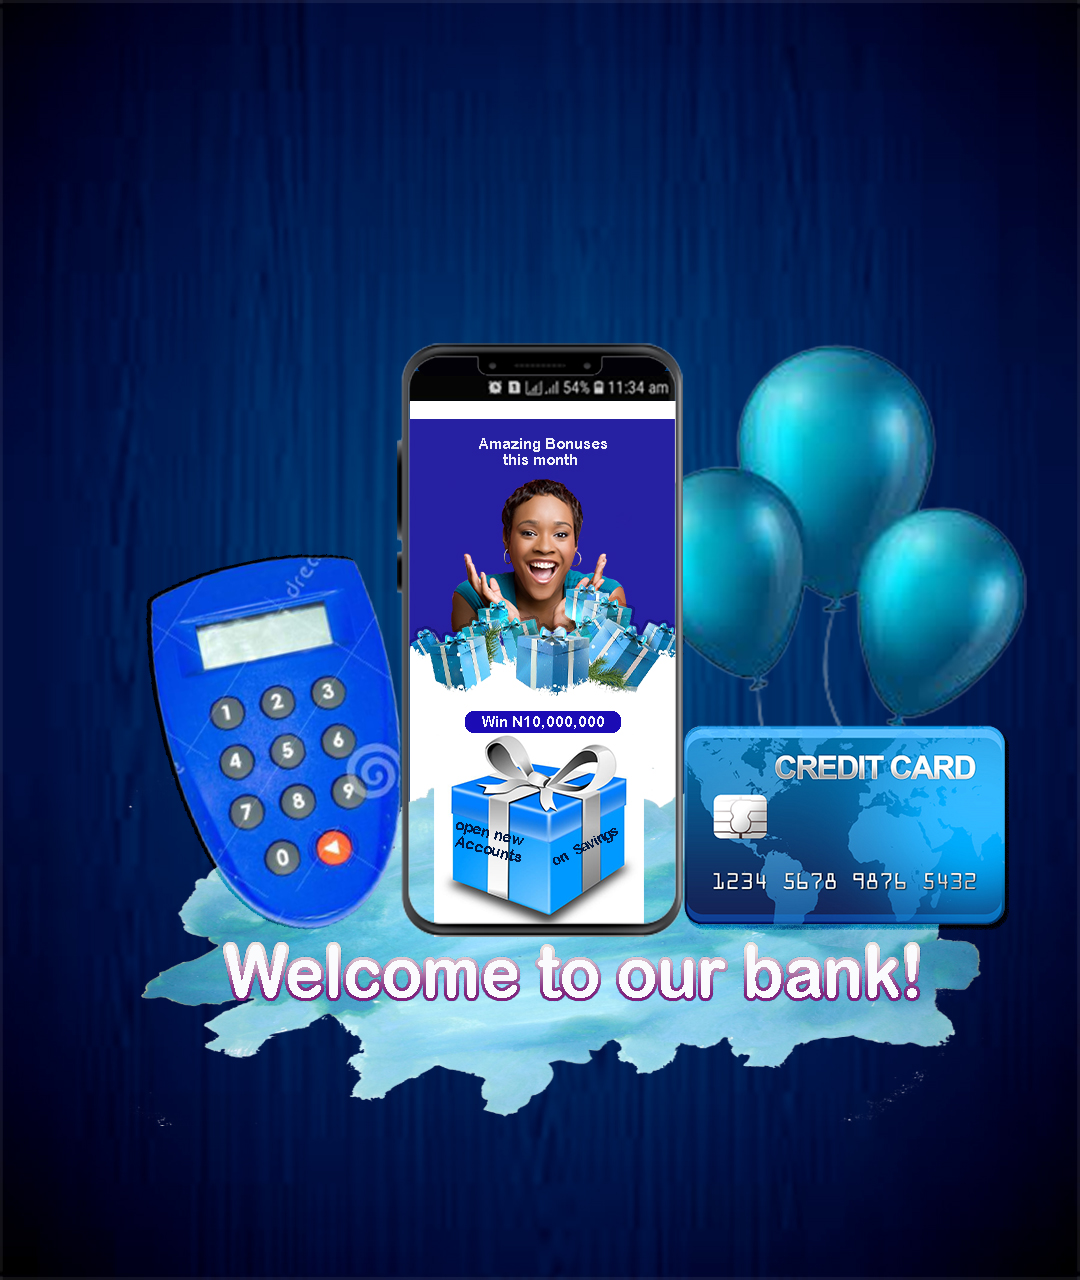 54% 11:34 am
Amazing Bonuses
this month
Win N10,000,000
open new
Accounts
on Savings
1 2 3
4 5 6
7 8 9
0
CREDIT CARD
1234 5678 9876 5432
Welcome to our bank!